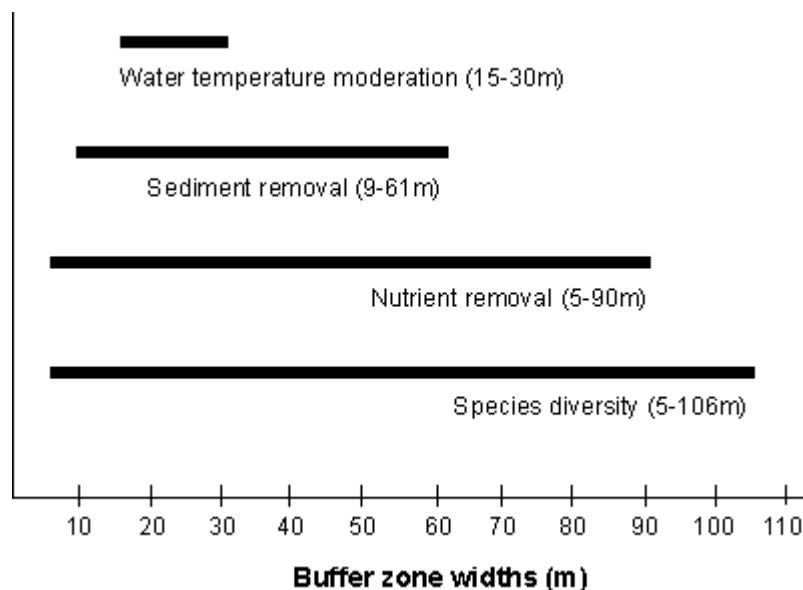 Water temperature moderation (15-30m)
Sediment removal (9-61m)
Nutrient removal (5-90m)
Species diversity (5-106m)
10 20 30 40 50 60 70 80 90 100 110
Buffer zone widths (m)